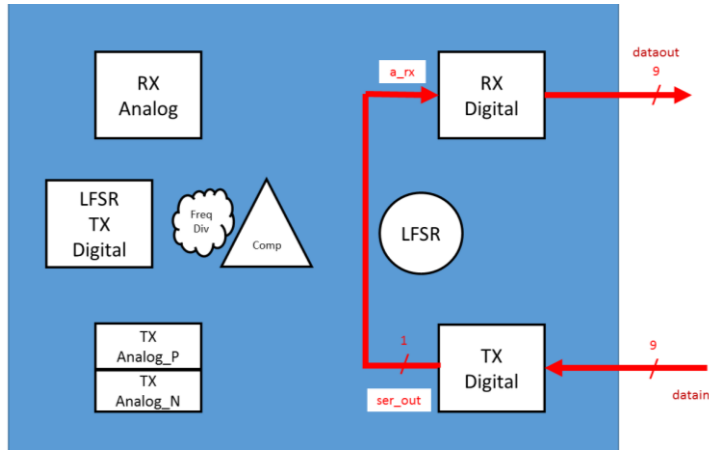 RX
Analog
a_rx
RX
Digital
dataout
9
LFSR
TX
Digital
Freq
Div
Comp
LFSR
TX
Analog_P
TX
Analog_N
1
ser_out
TX
Digital
9
datain